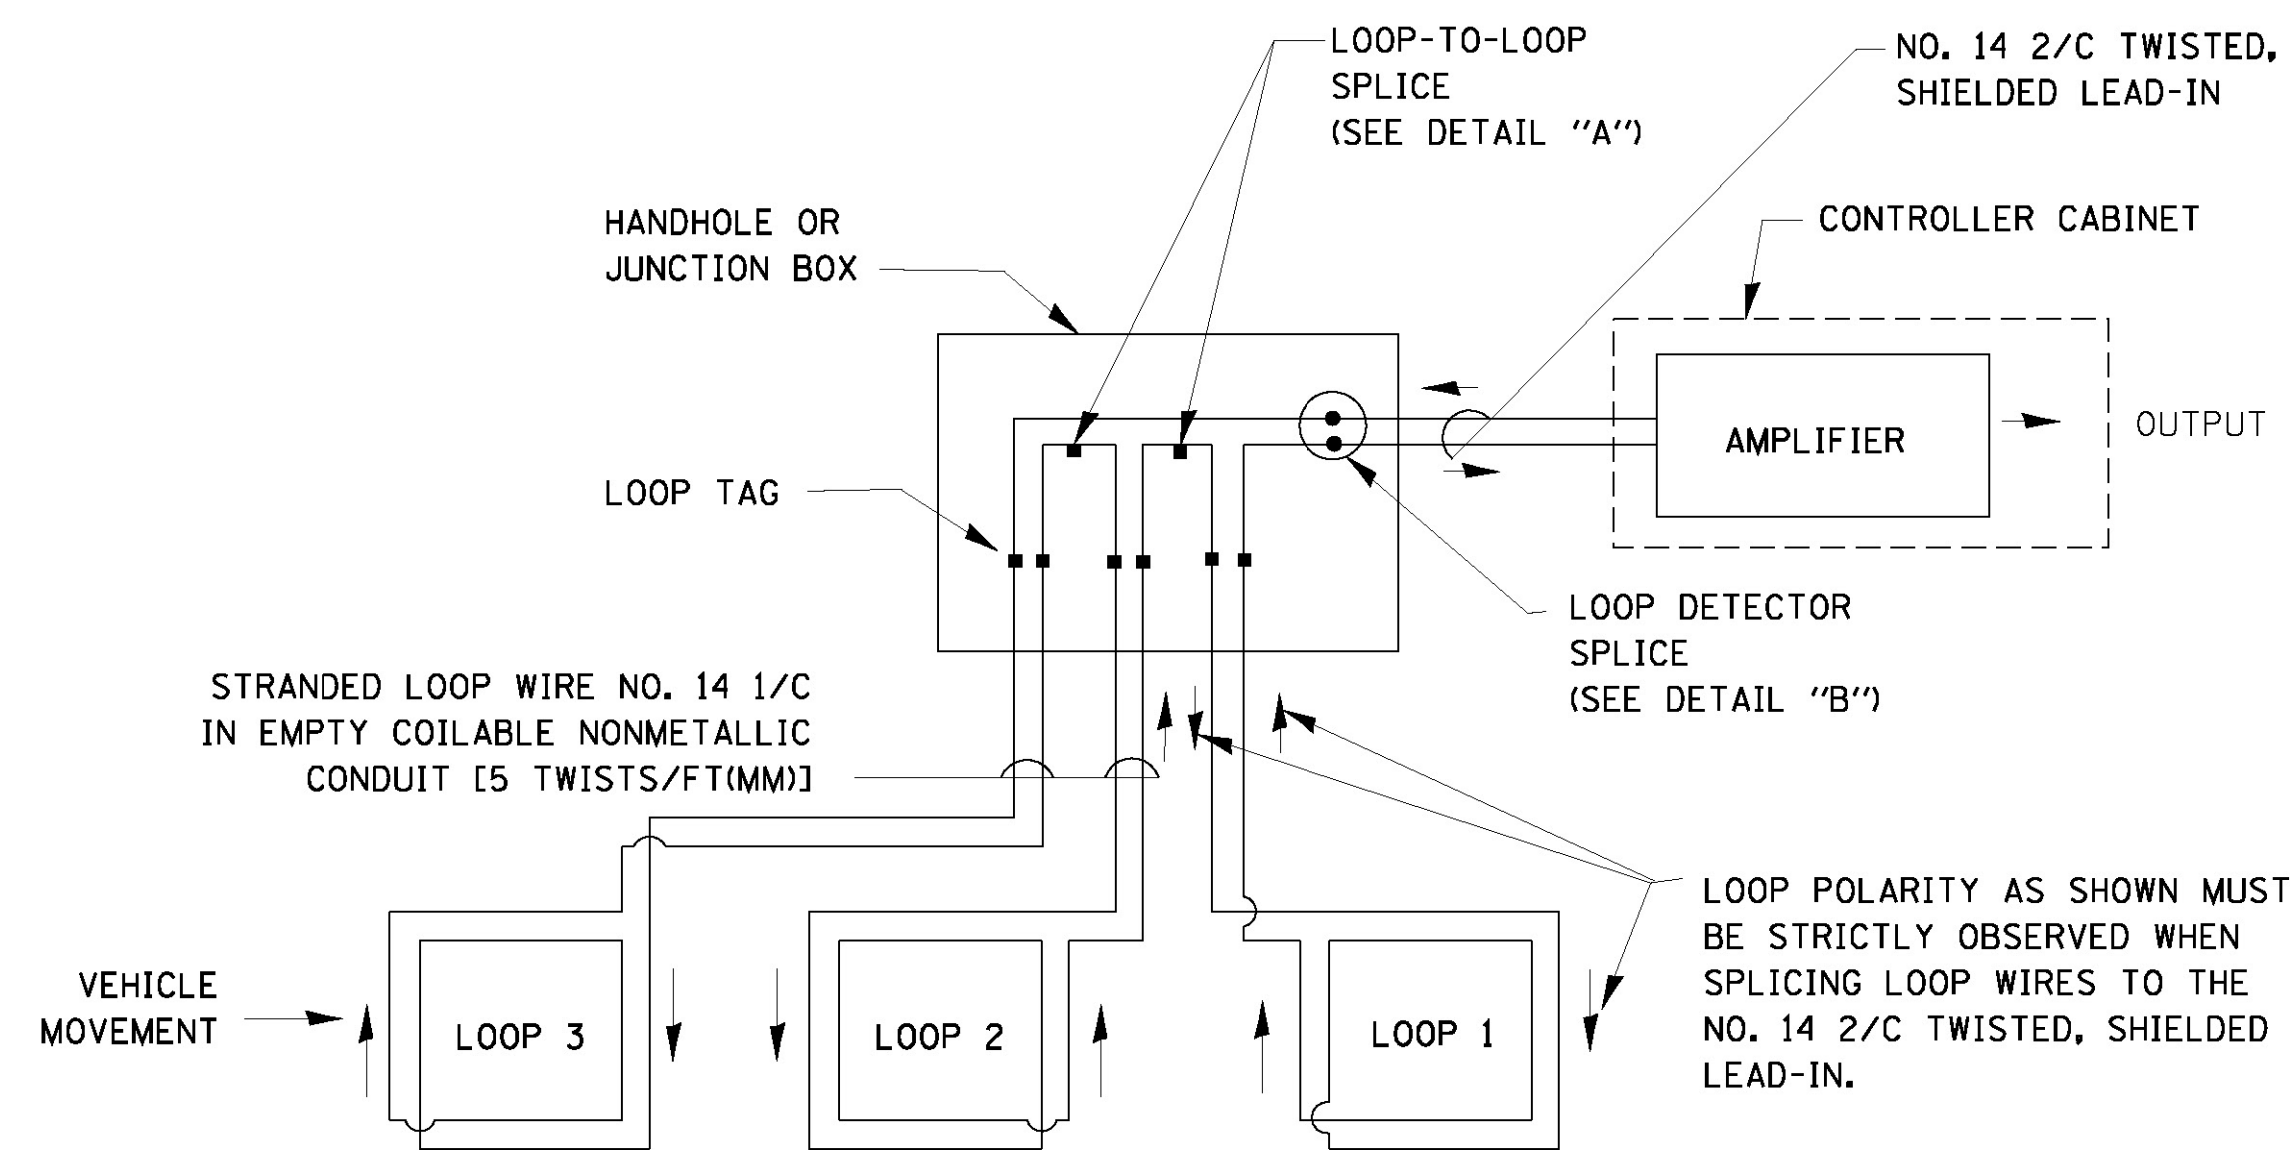 LOOP-TO-LOOP
SPLICE
(SEE DETAIL "A")
NO. 14 2/C TWISTED,
SHIELDED LEAD-IN
HANDHOLE OR
JUNCTION BOX
CONTROLLER CABINET
AMPLIFIER
OUTPUT
LOOP TAG
LOOP DETECTOR
SPLICE
(SEE DETAIL "B")
STRANDED LOOP WIRE NO. 14 1/C
IN EMPTY COILABLE NONMETALLIC
CONDUIT [5 TWISTS/FT(MM)]
LOOP POLARITY AS SHOWN MUST
BE STRICTLY OBSERVED WHEN
SPLICING LOOP WIRES TO THE
NO. 14 2/C TWISTED, SHIELDED
LEAD-IN.
VEHICLE
MOVEMENT
LOOP 3
LOOP 2
LOOP 1